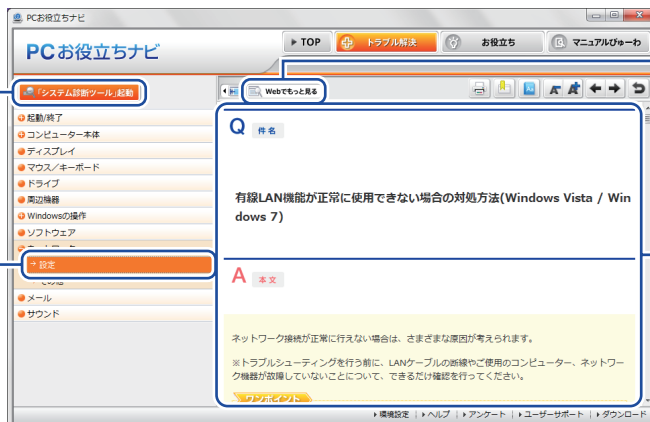 PCお役立ちナビ
PCお役立ちナビ
TOP
トラブル解決
お役立ち
マニュアルびゅーわ
「システム診断ツール」起動
Webでもっと見る
起動/終了
コンピューター本体
ディスプレイ
マウス/キーボード
ドライブ
周辺機器
Windowsの操作
ソフトウェア
設定
メール
サウンド
Q 件名
有線LAN機能が正常に使用できない場合の対処方法(Windows Vista / Win
dows 7)
A 本文
ネットワーク接続が正常に行えない場合は、さまざまな原因が考えられます。
※トラブルシューティングを行う前に、LANケーブルの断線やご使用のコンピューター、ネットワー
ク機器が故障していないことについて、できるだけ確認を行ってください。
ワンポイント
環境設定 | ヘルプ | アンケート | ユーザーサポート | ダウンロード